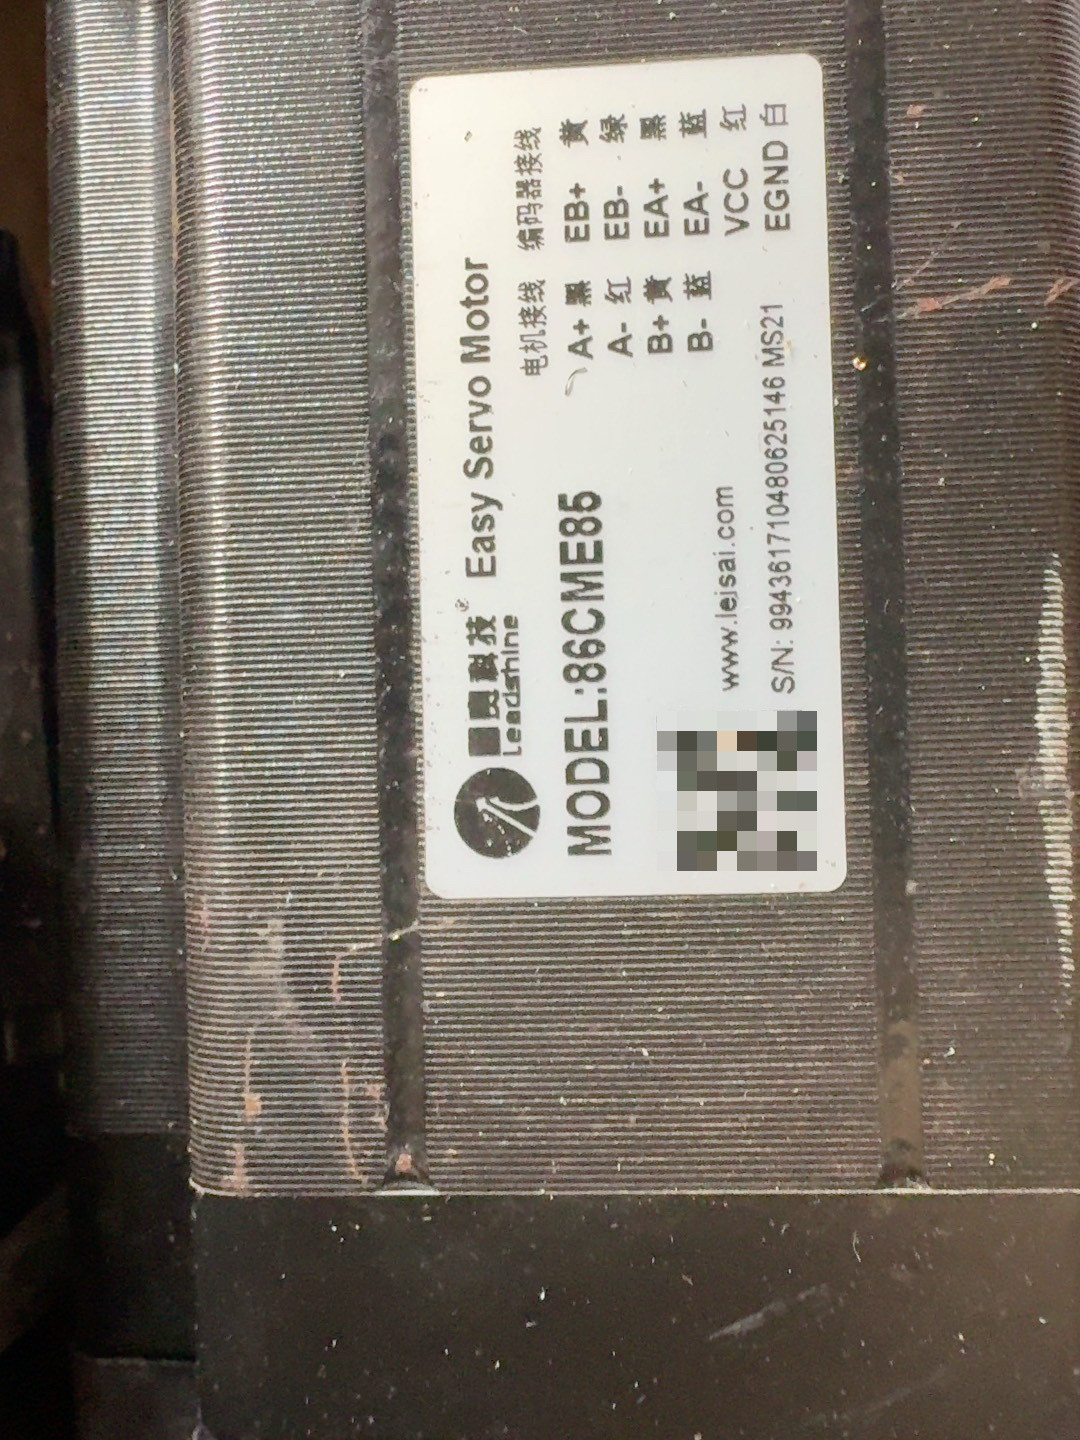 雷赛科技® Easy Servo Motor
Leadshine
MODEL:86CME85
电机接线 编码器接线
A+ 黑 EB+ 黄
A- 红 EB- 绿
B+ 黄 EA+ 黑
B- 蓝 EA- 蓝
VCC 红
EGND 白
www.leisai.com
S/N: 99436171048062​5146 MS21